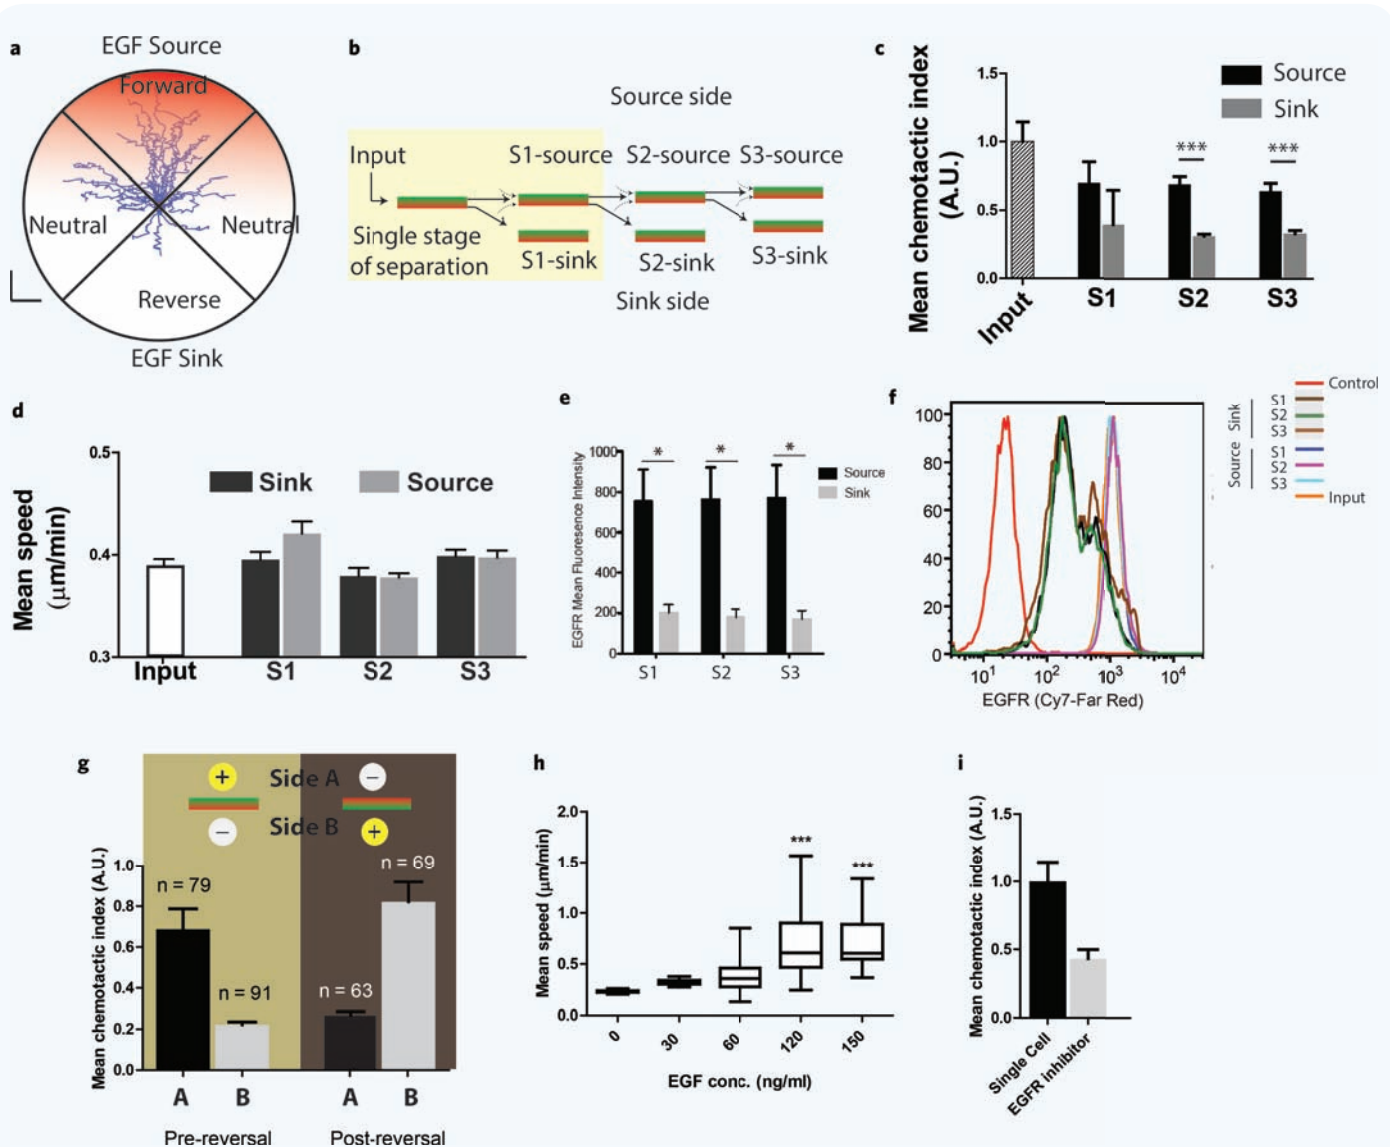 a
EGF Source
Forward
Neutral
Neutral
Reverse
EGF Sink
b
Source side
Input
S1-source
S2-source
S3-source
Single stage
of separation
S1-sink
S2-sink
S3-sink
Sink side
c
Mean chemotactic index
(A.U.)
1.5
1.0
0.5
0.0
Source
Sink
***
***
Input
S1
S2
S3
d
Mean speed
(μm/min)
0.5
0.4
0.3
Sink
Source
Input
S1
S2
S3
e
EGFR Mean Fluoresence Intensity
1000
800
600
400
200
0
*
*
*
Source
Sink
S1
S2
S3
f
100
80
60
40
20
0
10¹
10²
10³
10⁴
EGFR (Cy7-Far Red)
Control
Sink
S1
S2
S3
Source
S1
S2
S3
Input
g
+
Side A
−
−
Side B
+
Mean chemotactic index (A.U.)
1.0
0.8
0.6
0.4
0.2
0.0
n = 79
n = 91
n = 63
n = 69
A
B
A
B
Pre-reversal
Post-reversal
h
Mean speed (μm/min)
2.0
1.5
1.0
0.5
0.0
***
***
0
30
60
120
150
EGF conc. (ng/ml)
i
Mean chemotactic index (A.U.)
1.5
1.0
0.5
0.0
Single Cell
EGFR inhibitor